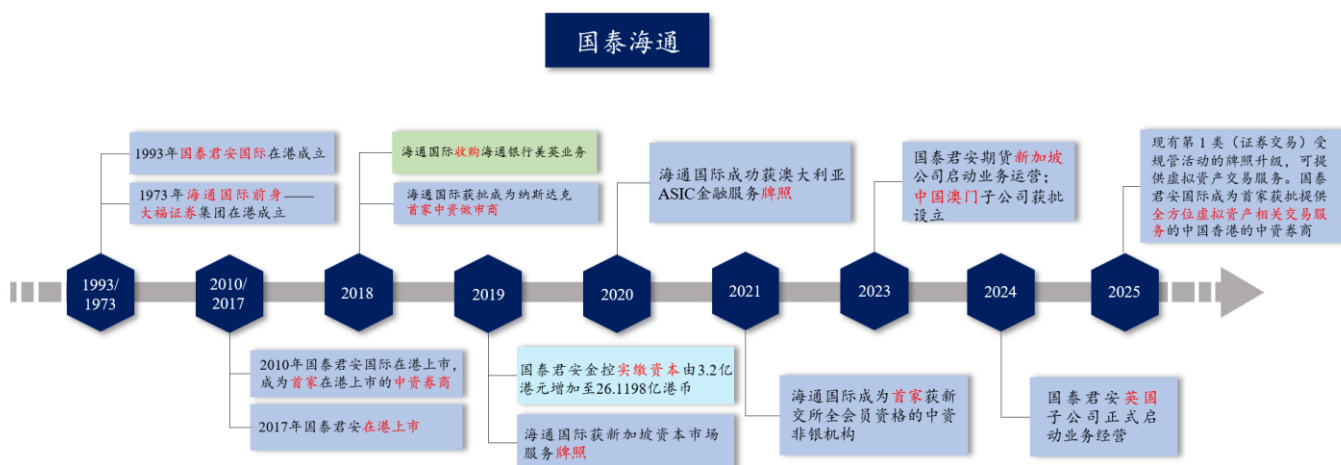 国泰海通
1993年国泰君安国际在港成立
1973年海通国际前身——
大福证券集团在港成立
1993/
1973
2010/
2017
2010年国泰君安国际在港上市,
成为首家在港上市的中资券商
2017年国泰君安在港上市
海通国际收购海通银行美英业务
海通国际获批成为纳斯达克
首家中资做市商
2018
2019
国泰君安金控实缴资本由3.2亿
港元增加至26.1198亿港币
海通国际获新加坡资本市场
服务牌照
海通国际成功获澳大利亚
ASIC金融服务牌照
2020
2021
海通国际成为首家获新
交所全会员资格的中资
非银机构
国泰君安期货新加坡
公司启动业务运营;
中国澳门子公司获批
设立
2023
2024
国泰君安英国
子公司正式启
动业务经营
现有第1类（证券交易）受
规管活动的牌照升级，可提
供虚拟资产交易服务。国泰
君安国际成为首家获批提供
全方位虚拟资产相关交易服
务的中国香港的中资券商
2025